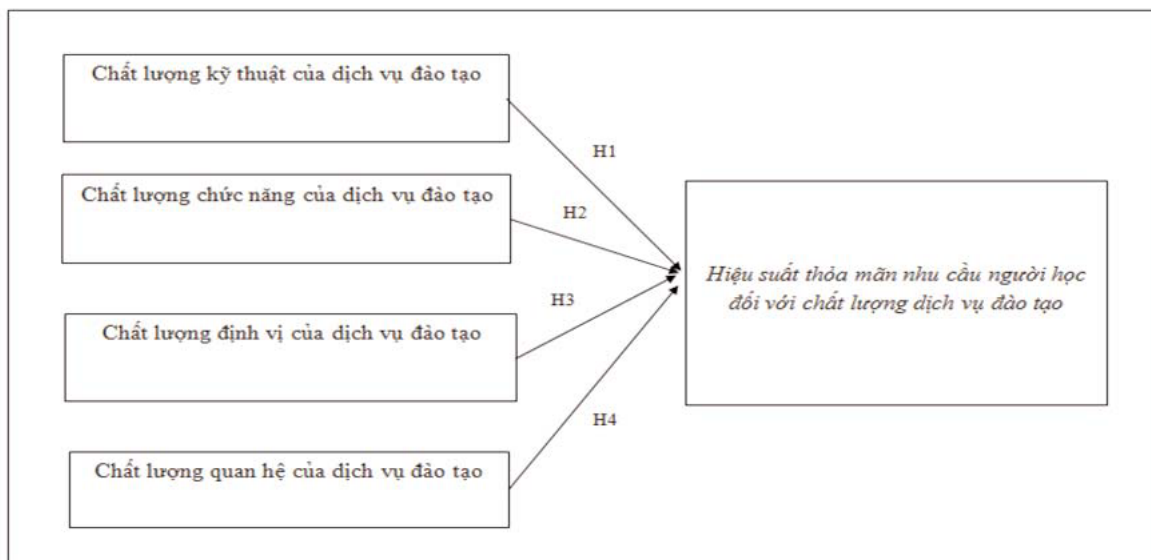 Chất lượng kỹ thuật của dịch vụ đào tạo
H1
Chất lượng chức năng của dịch vụ đào tạo
H2
Hiệu suất thỏa mãn nhu cầu người học
đối với chất lượng dịch vụ đào tạo
H3
Chất lượng định vị của dịch vụ đào tạo
H4
Chất lượng quan hệ của dịch vụ đào tạo